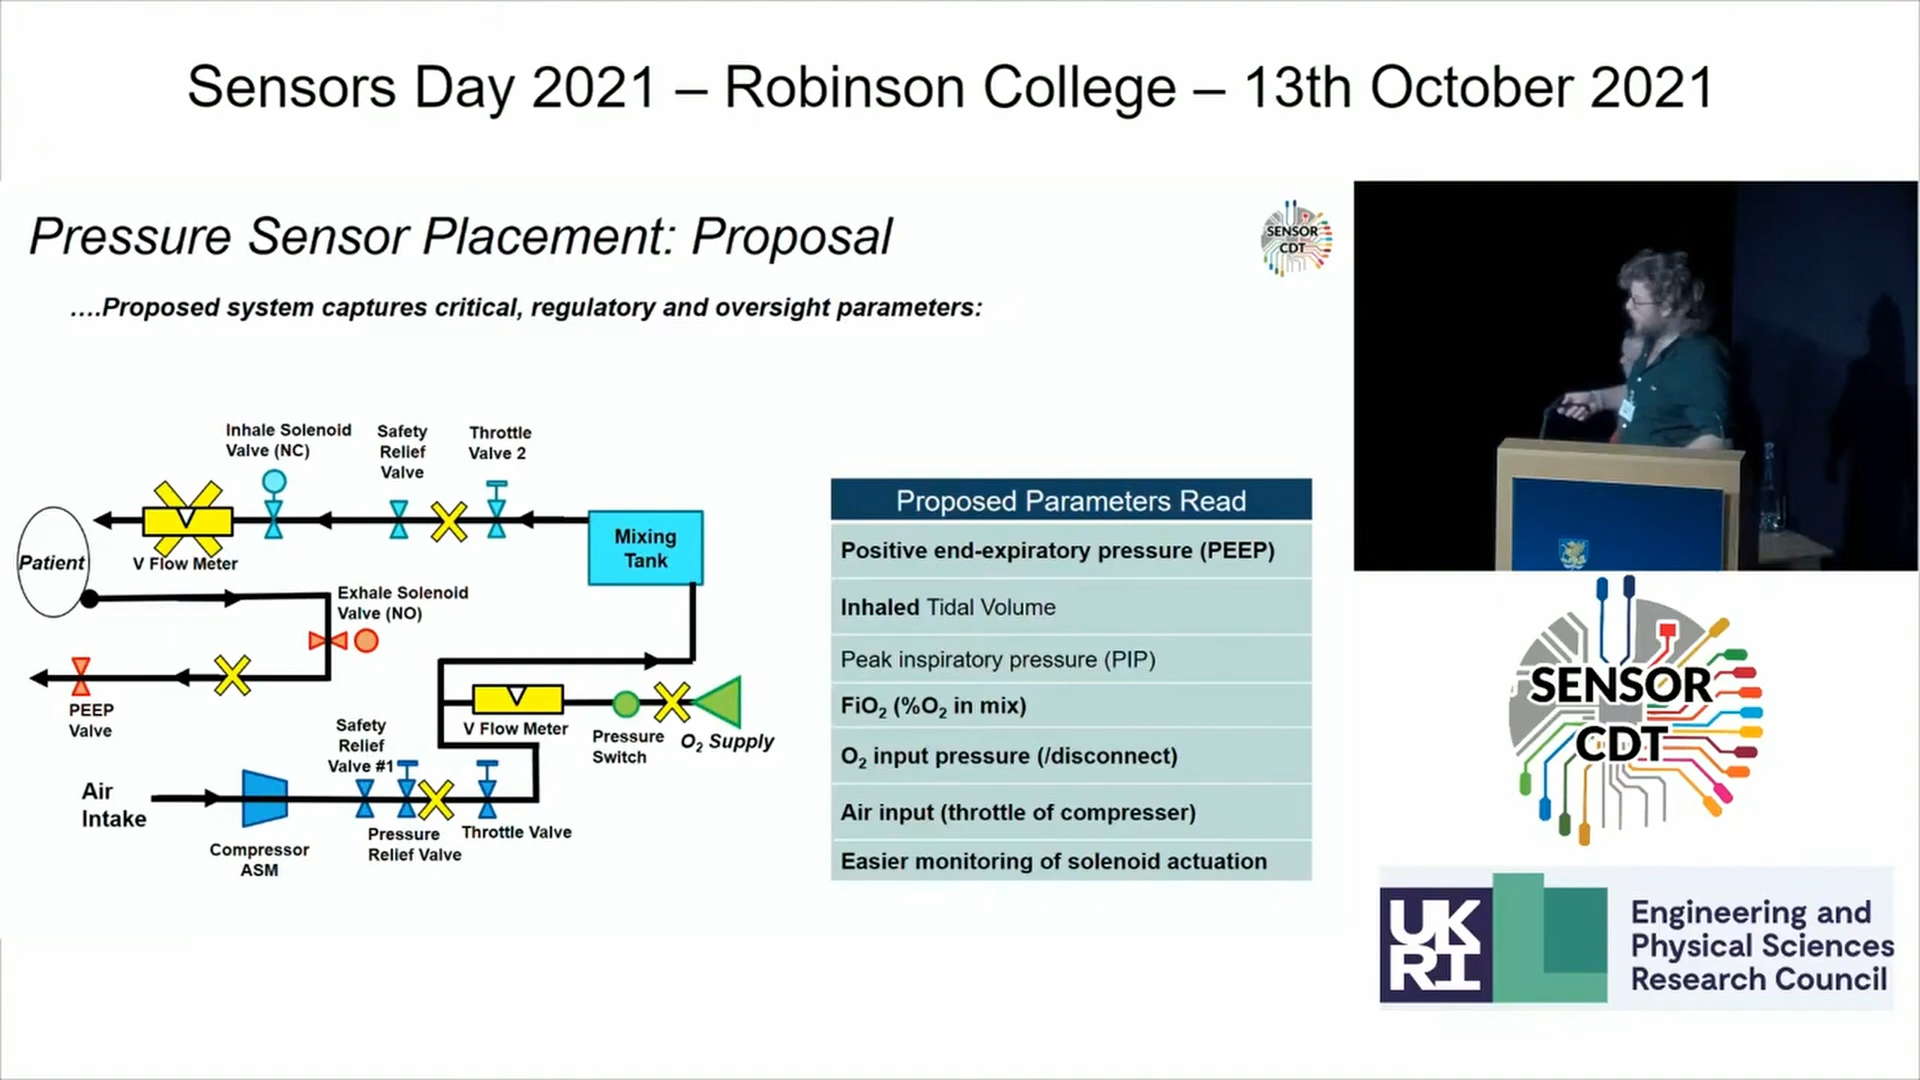 Sensors Day 2021 – Robinson College – 13th October 2021
Pressure Sensor Placement: Proposal
SENSOR
CDT
....Proposed system captures critical, regulatory and oversight parameters:
Inhale Solenoid
Valve (NC)
Safety
Relief
Valve
Throttle
Valve 2
Mixing
Tank
Patient
V Flow Meter
Exhale Solenoid
Valve (NO)
PEEP
Valve
V Flow Meter
Pressure
Switch
O₂ Supply
Safety
Relief
Valve #1
Air
Intake
Compressor
ASM
Pressure
Relief Valve
Throttle Valve
Proposed Parameters Read
Positive end-expiratory pressure (PEEP)
Inhaled Tidal Volume
Peak inspiratory pressure (PIP)
FiO₂ (%O₂ in mix)
O₂ input pressure (/disconnect)
Air input (throttle of compresser)
Easier monitoring of solenoid actuation
SENSOR
CDT
UK
RI
Engineering and
Physical Sciences
Research Council